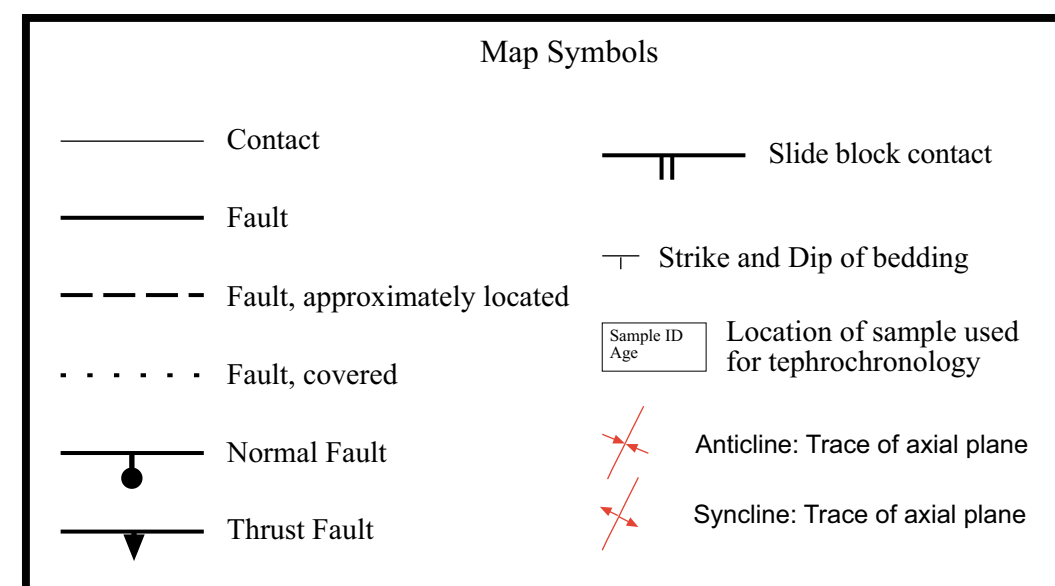 Map Symbols
Contact
Fault
Fault, approximately located
Fault, covered
Normal Fault
Thrust Fault
Slide block contact
Strike and Dip of bedding
Sample ID
Age
Location of sample used
for tephrochronology
Anticline: Trace of axial plane
Syncline: Trace of axial plane